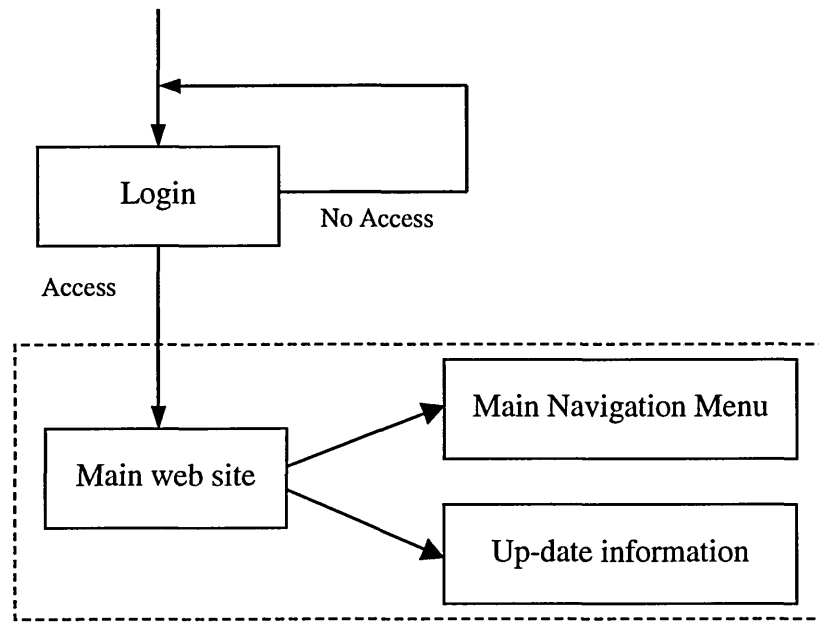 Login
No Access
Access
Main Navigation Menu
Main web site
Up-date information